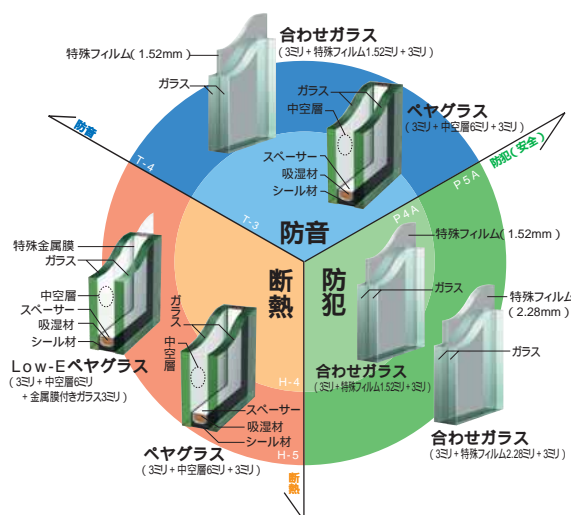 合わせガラス
(3ミリ+特殊フィルム1.52ミリ+3ミリ)
特殊フィルム(1.52mm)
ガラス
ペヤグラス
(3ミリ+中空層6ミリ+3ミリ)
ガラス
中空層
スペーサー
吸湿材
シール材
防音
防犯(安全)
T-4
T-3
P4A
P5A
防音
断熱
防犯
特殊フィルム(1.52mm)
合わせガラス
(3ミリ+特殊フィルム1.52ミリ+3ミリ)
特殊フィルム
(2.28mm)
ガラス
合わせガラス
(3ミリ+特殊フィルム2.28ミリ+3ミリ)
特殊金属膜
ガラス
中空層
スペーサー
吸湿材
シール材
Low-Eペヤグラス
(3ミリ+中空層6ミリ
+金属膜付きガラス3ミリ)
ガラス
中空層
スペーサー
吸湿材
シール材
ペヤグラス
(3ミリ+中空層6ミリ+3ミリ)
H-4
H-5
断熱